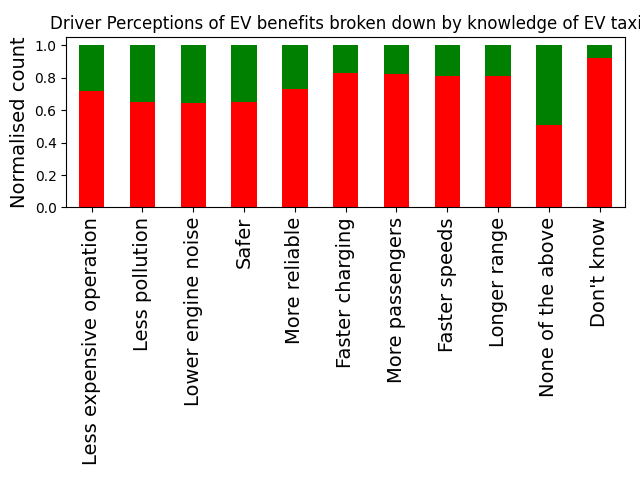 Driver Perceptions of EV benefits broken down by knowledge of EV taxi
Normalised count
1.0
0.8
0.6
0.4
0.2
0.0
Less expensive operation
Less pollution
Lower engine noise
Safer
More reliable
Faster charging
More passengers
Faster speeds
Longer range
None of the above
Don't know